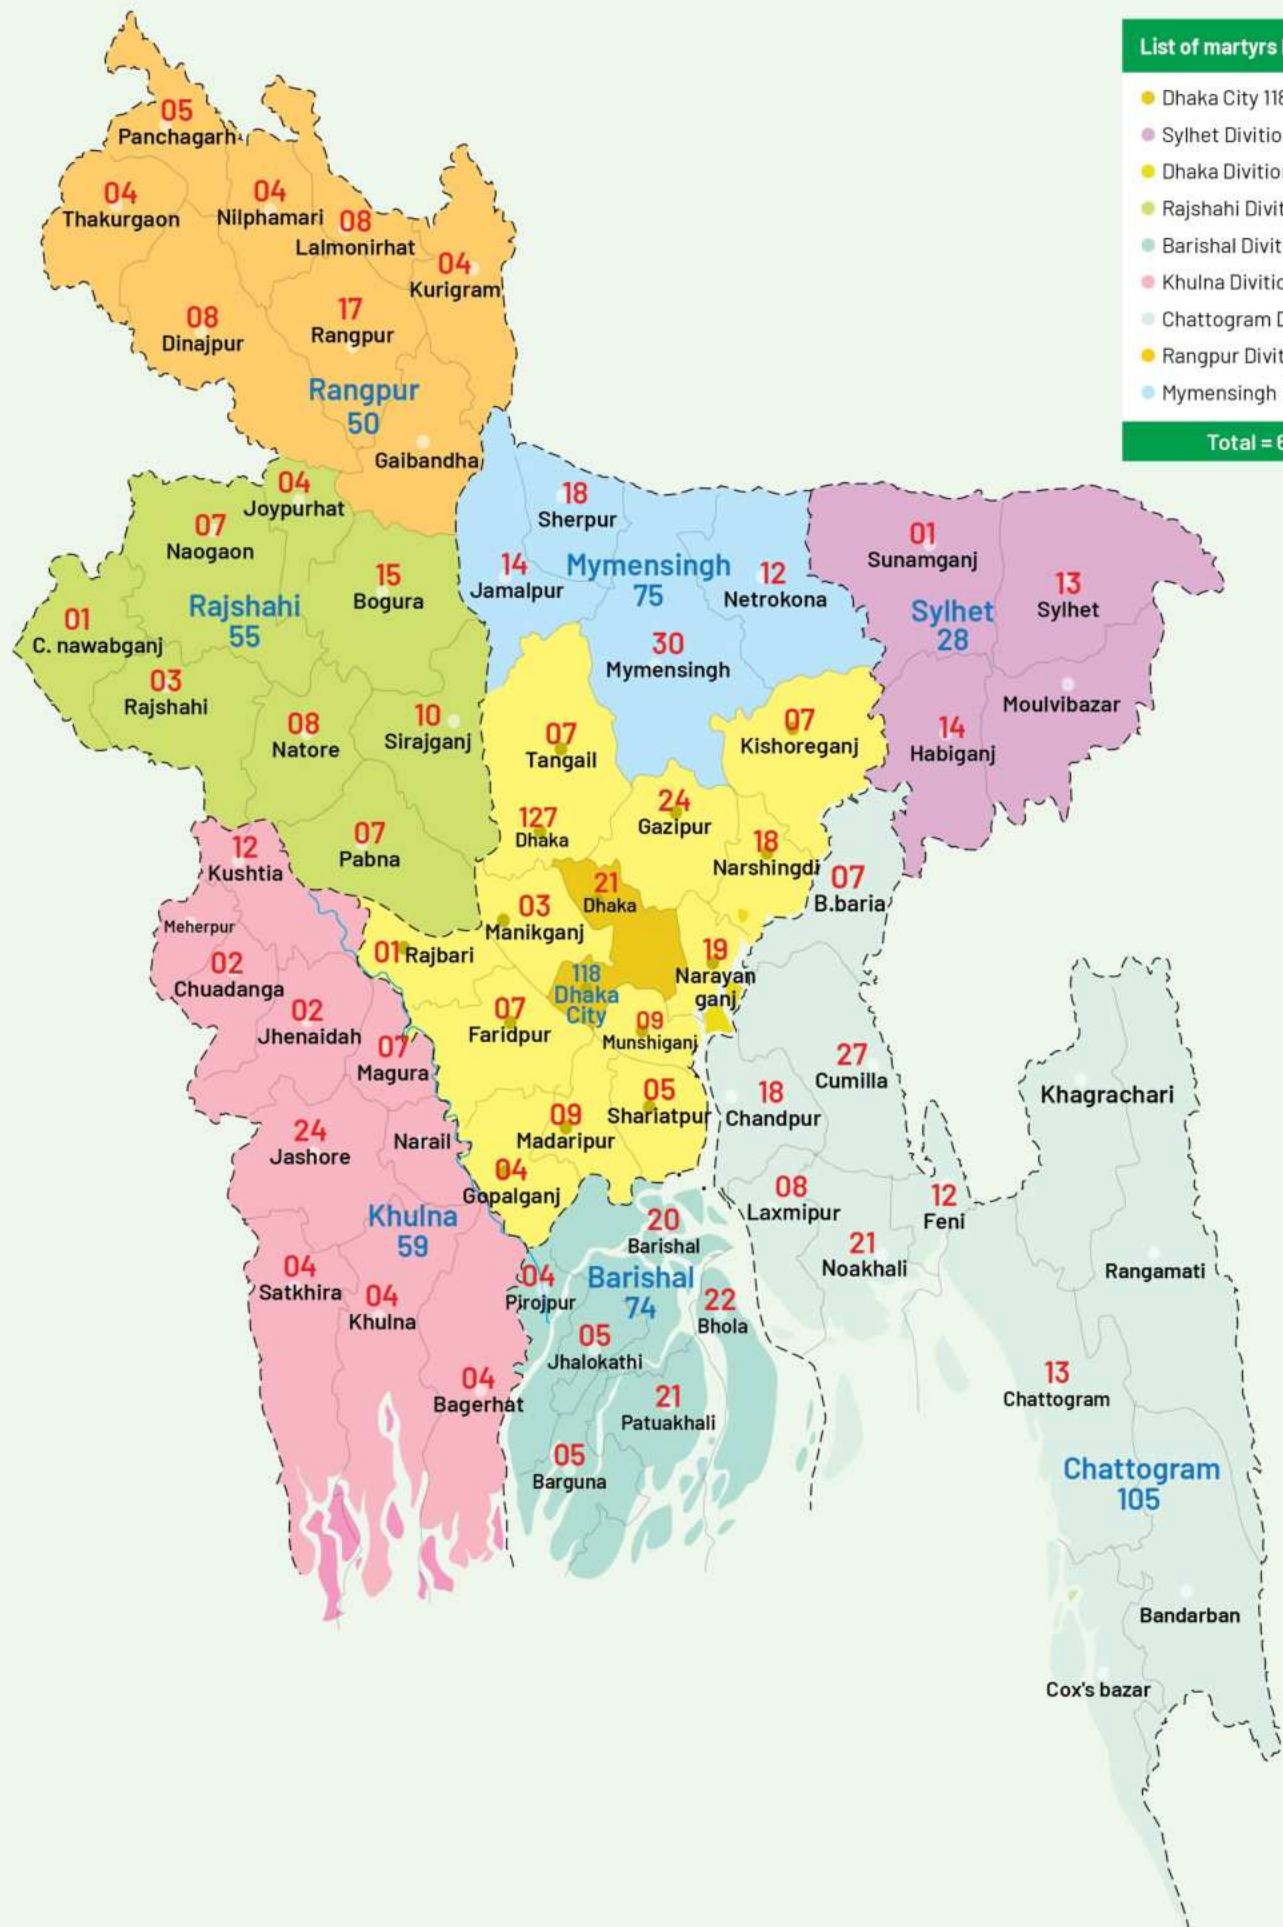 List of martyrs
Dhaka City 118
Sylhet Divitio
Dhaka Divition
Rajshahi Divit
Barishal Divit
Khulna Divitio
Chattogram D
Rangpur Divit
Mymensingh
Total = 6
05
Panchagarh
04
Thakurgaon
04
Nilphamari
08
Lalmonirhat
04
Kurigram
08
Dinajpur
17
Rangpur
Rangpur
50
Gaibandha
04
Joypurhat
07
Naogaon
15
Bogura
Rajshahi
55
01
C. nawabganj
03
Rajshahi
08
Natore
10
Sirajganj
07
Pabna
18
Sherpur
14
Jamalpur
Mymensingh
75
12
Netrokona
30
Mymensingh
01
Sunamganj
13
Sylhet
Sylhet
28
Moulvibazar
14
Habiganj
07
Tangail
07
Kishoreganj
127
Dhaka
24
Gazipur
18
Narshingdi
21
Dhaka
03
Manikganj
01 Rajbari
118
Dhaka
City
19
Narayan
ganj
07
Faridpur
09
Munshiganj
05
Shariatpur
09
Madaripur
04
Gopalganj
12
Kushtia
Meherpur
02
Chuadanga
02
Jhenaidah
07
Magura
24
Jashore
Narail
Khulna
59
04
Satkhira
04
Khulna
04
Bagerhat
20
Barishal
Barishal
74
04
Pirojpur
22
Bhola
05
Jhalokathi
21
Patuakhali
05
Barguna
07
B.baria
27
Cumilla
18
Chandpur
08
Laxmipur
21
Noakhali
12
Feni
Khagrachari
Rangamati
13
Chattogram
Chattogram
105
Bandarban
Cox's bazar